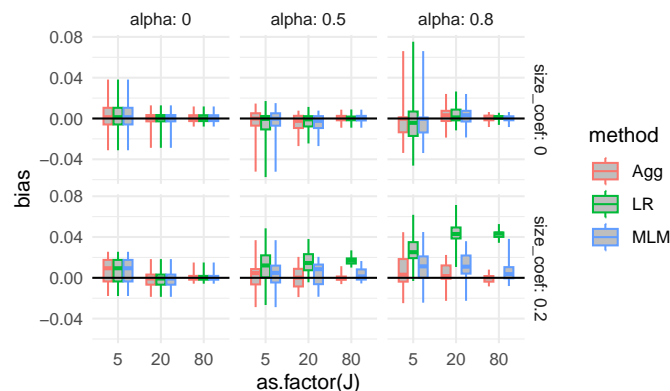 alpha: 0
alpha: 0.5
alpha: 0.8
0.08
0.04
0.00
−0.04
size_coef: 0
0.08
0.04
0.00
−0.04
size_coef: 0.2
5
20
80
5
20
80
5
20
80
as.factor(J)
bias
method
Agg
LR
MLM